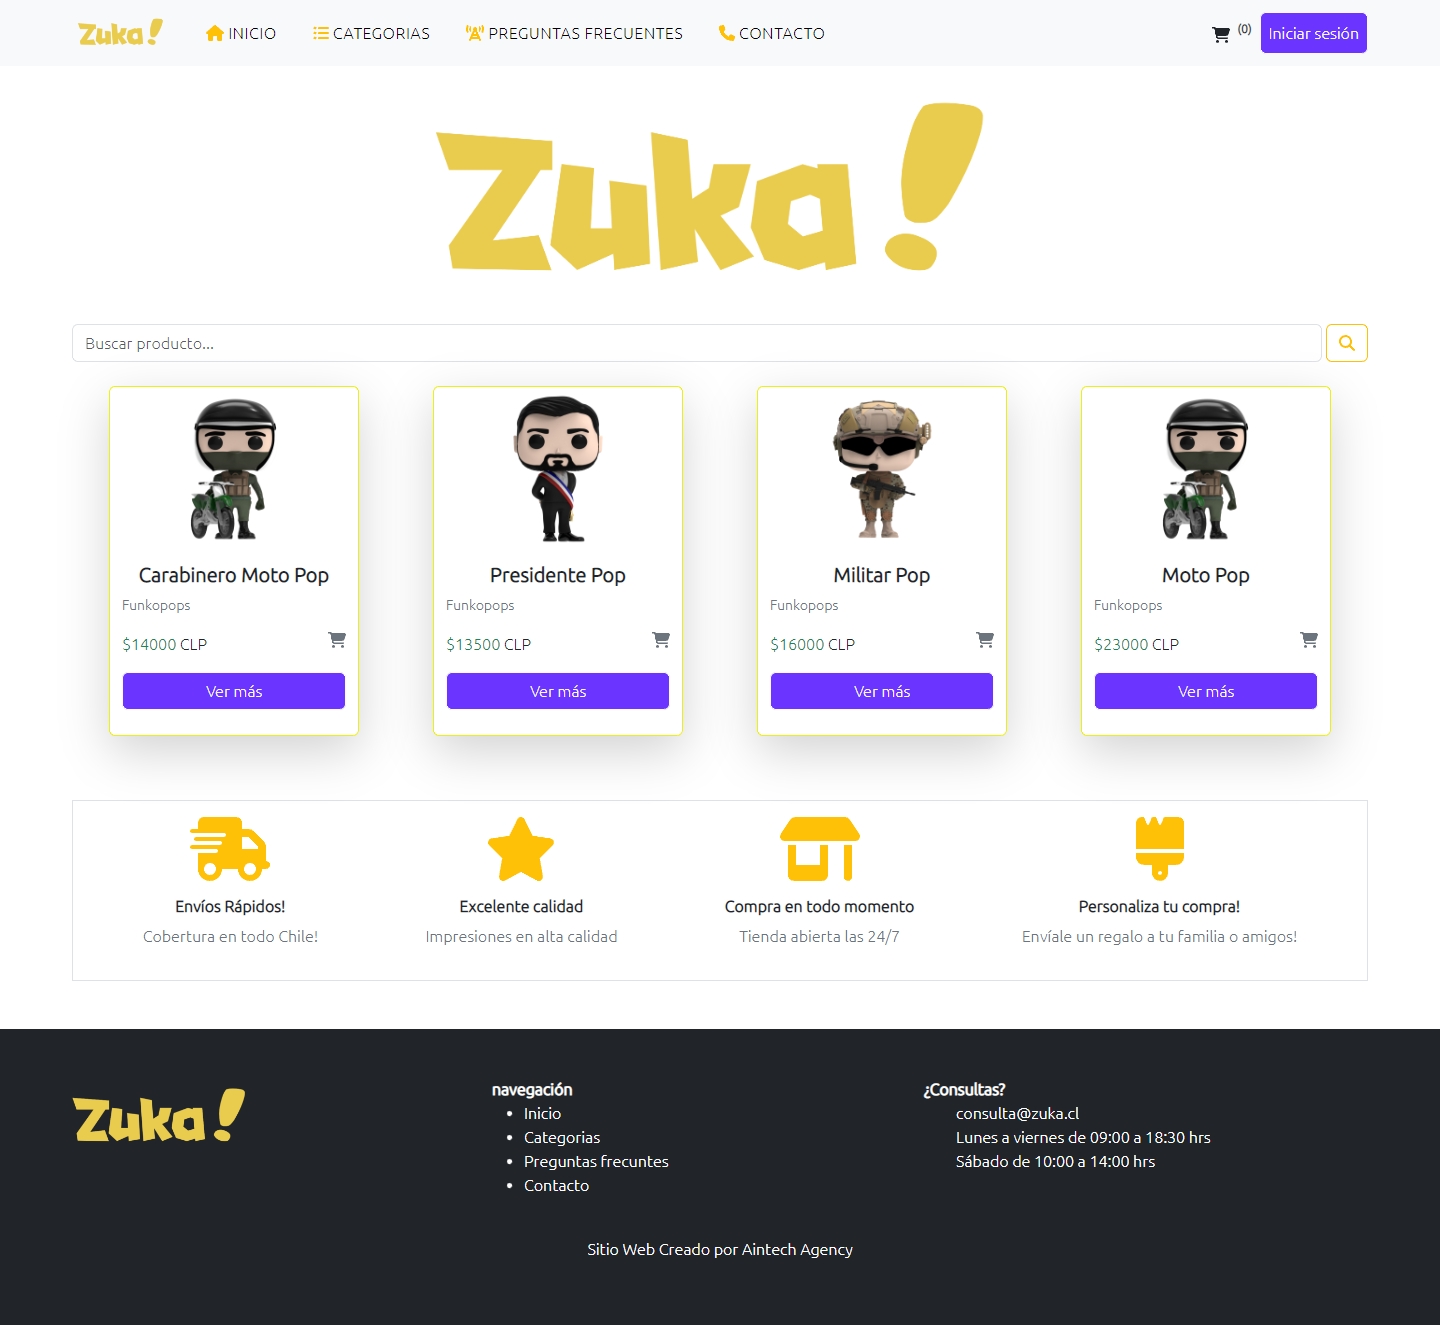 Zuka!
INICIO
CATEGORIAS
PREGUNTAS FRECUENTES
CONTACTO
(0)
Iniciar sesión
Zuka!
Buscar producto...
Carabinero Moto Pop
Funkopops
$14000 CLP
Ver más
Presidente Pop
Funkopops
$13500 CLP
Ver más
Militar Pop
Funkopops
$16000 CLP
Ver más
Moto Pop
Funkopops
$23000 CLP
Ver más
Envíos Rápidos!
Cobertura en todo Chile!
Excelente calidad
Impresiones en alta calidad
Compra en todo momento
Tienda abierta las 24/7
Personaliza tu compra!
Envíale un regalo a tu familia o amigos!
Zuka!
navegación
Inicio
Categorias
Preguntas frecuntes
Contacto
¿Consultas?
consulta@zuka.cl
Lunes a viernes de 09:00 a 18:30 hrs
Sábado de 10:00 a 14:00 hrs
Sitio Web Creado por Aintech Agency